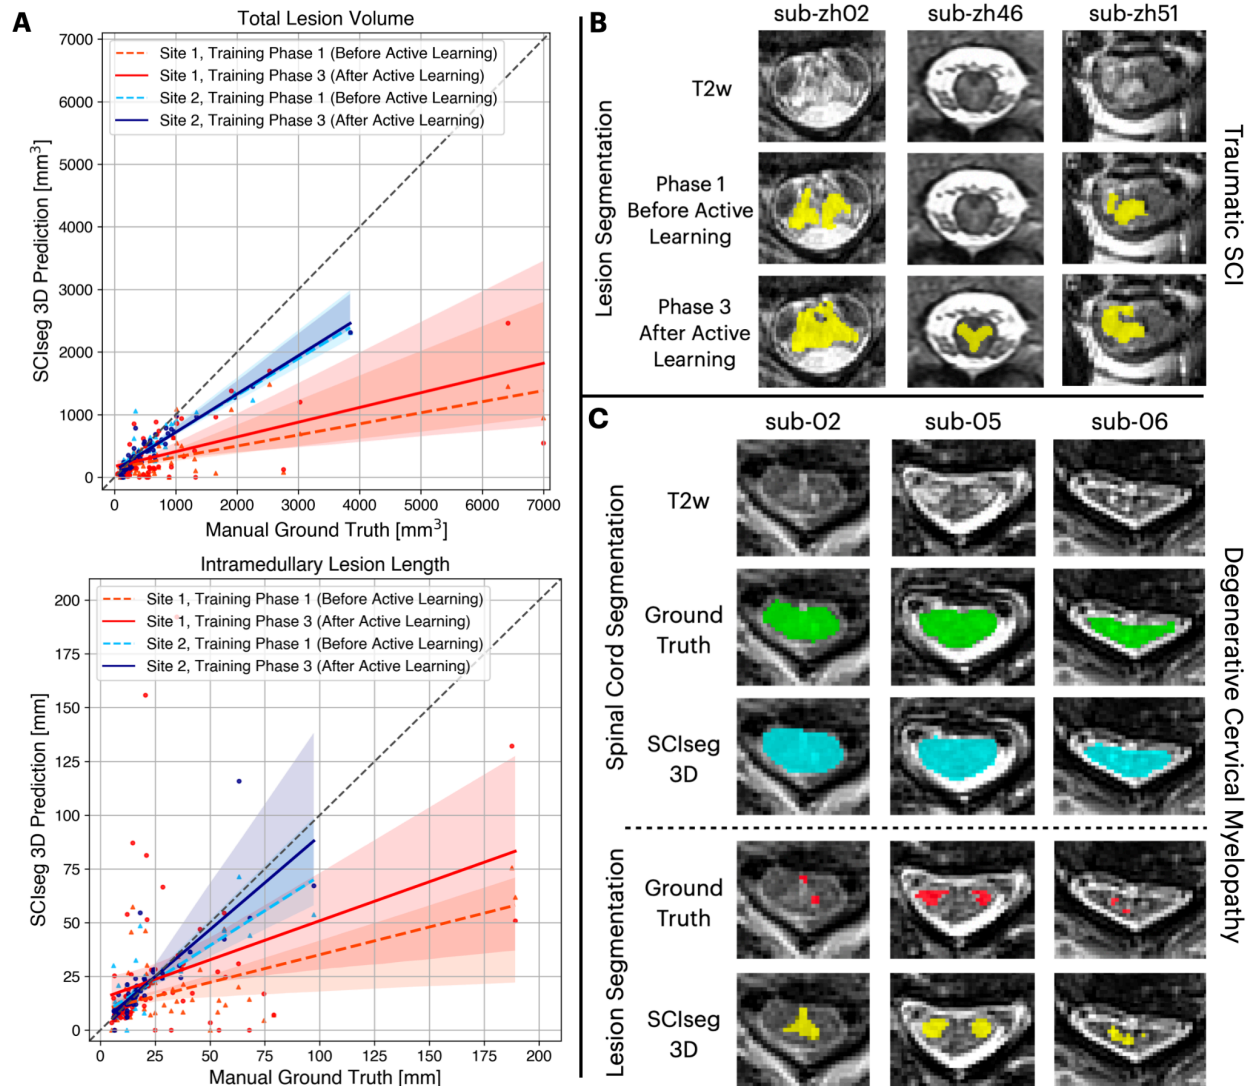 A
Total Lesion Volume
Site 1, Training Phase 1 (Before Active Learning)
Site 1, Training Phase 3 (After Active Learning)
Site 2, Training Phase 1 (Before Active Learning)
Site 2, Training Phase 3 (After Active Learning)
7000
6000
5000
4000
3000
2000
1000
0
SCIseg 3D Prediction [mm³]
0 1000 2000 3000 4000 5000 6000 7000
Manual Ground Truth [mm³]
Intramedullary Lesion Length
Site 1, Training Phase 1 (Before Active Learning)
Site 1, Training Phase 3 (After Active Learning)
Site 2, Training Phase 1 (Before Active Learning)
Site 2, Training Phase 3 (After Active Learning)
200
175
150
125
100
75
50
25
0
SCIseg 3D Prediction [mm]
0 25 50 75 100 125 150 175 200
Manual Ground Truth [mm]
B
sub-zh02 sub-zh46 sub-zh51
T2w
Phase 1
Before Active
Learning
Phase 3
After Active
Learning
Lesion Segmentation
Traumatic SCI
C
sub-02 sub-05 sub-06
T2w
Ground
Truth
SCIseg
3D
Spinal Cord Segmentation
Ground
Truth
SCIseg
3D
Lesion Segmentation
Degenerative Cervical Myelopathy